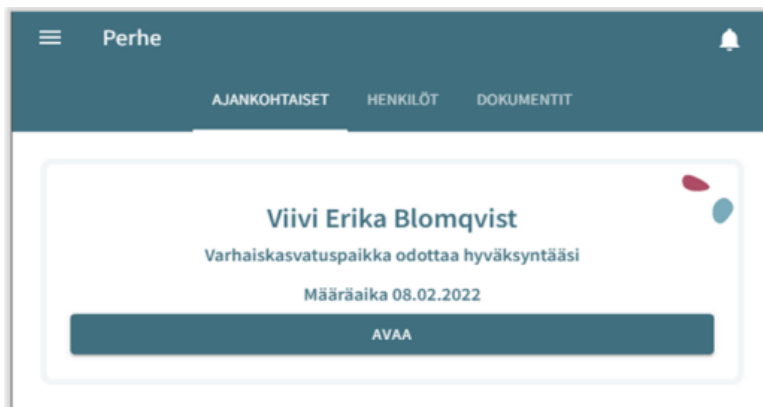 Perhe
AJANKOHTAISET HENKILÖT DOKUMENTIT
Viivi Erika Blomqvist
Varhaiskasvatuspaikka odottaa hyväksyntääsi
Määräaika 08.02.2022
AVAA